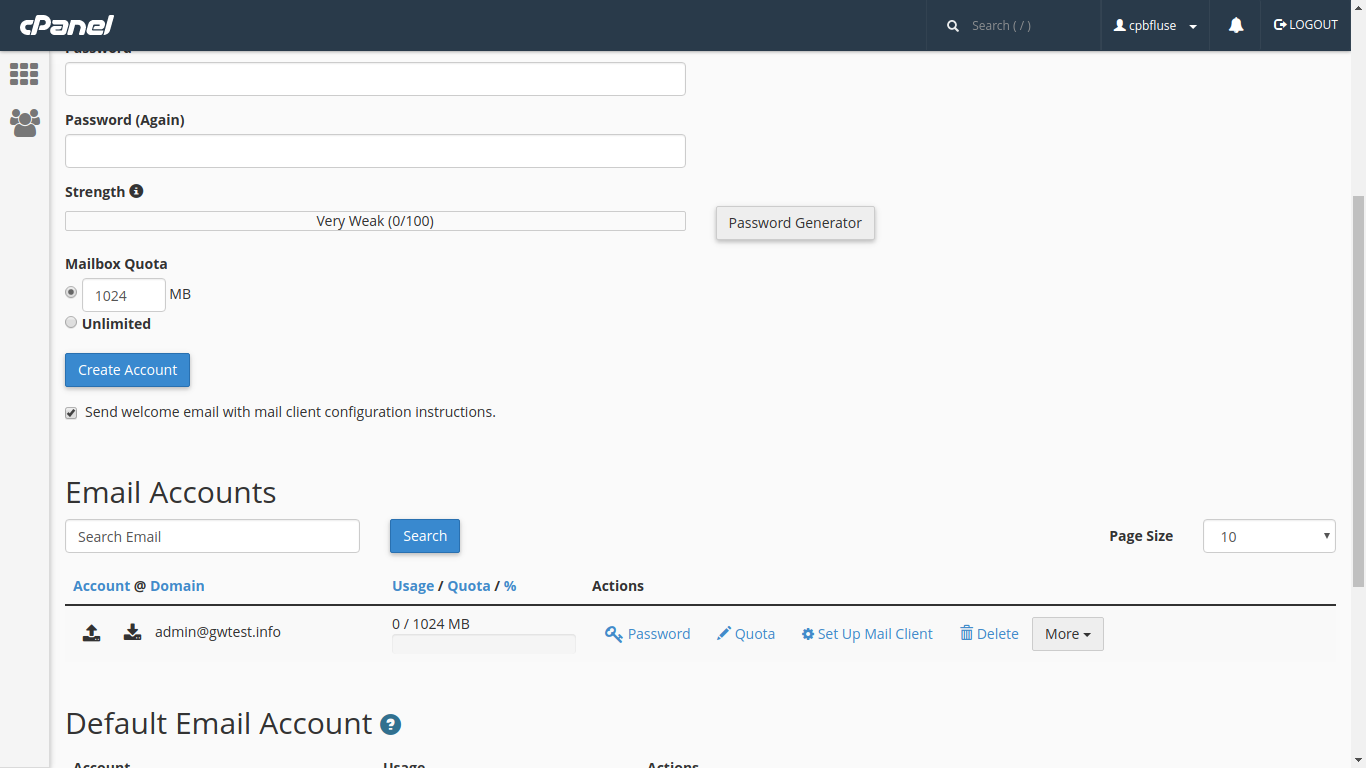 cPanel
Search ( / )
cpbfluse
LOGOUT
Password
Password (Again)
Strength
Very Weak (0/100)
Password Generator
Mailbox Quota
1024 MB
Unlimited
Create Account
Send welcome email with mail client configuration instructions.
Email Accounts
Search Email
Search
Page Size
10
Account @ Domain
Usage / Quota / %
Actions
admin@gwtest.info
0 / 1024 MB
Password
Quota
Set Up Mail Client
Delete
More
Default Email Account
Account
Usage
Actions